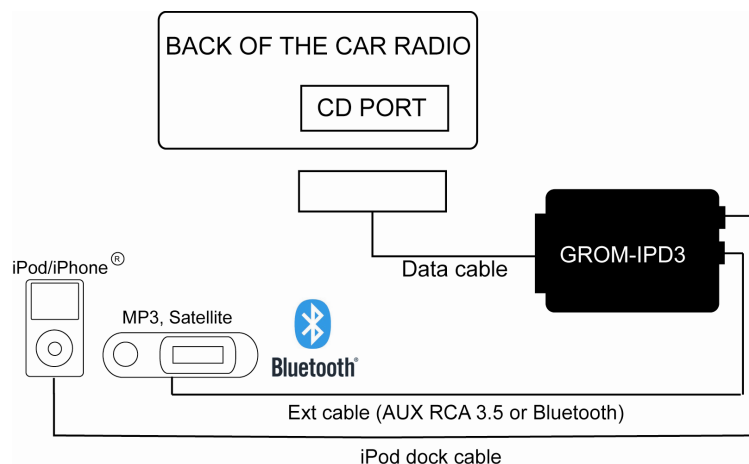 BACK OF THE CAR RADIO
CD PORT
GROM-IPD3
Data cable
iPod/iPhone ®
MP3, Satellite
Bluetooth®
Ext cable (AUX RCA 3.5 or Bluetooth)
iPod dock cable